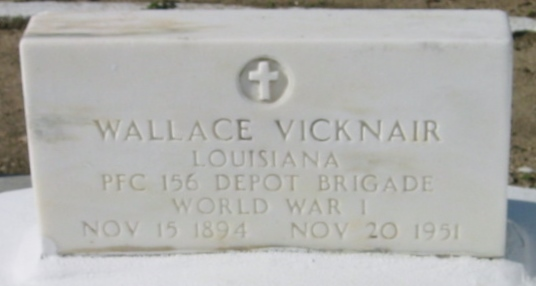 WALLACE VICKNAIR
LOUISIANA
PFC 156 DEPOT BRIGADE
WORLD WAR I
NOV 15 1894 NOV 20 1951